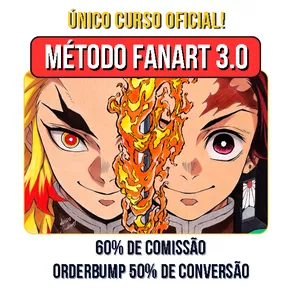 ÚNICO CURSO OFICIAL!
MÉTODO FANART 3.0
60% DE COMISSÃO
ORDERBUMP 50% DE CONVERSÃO